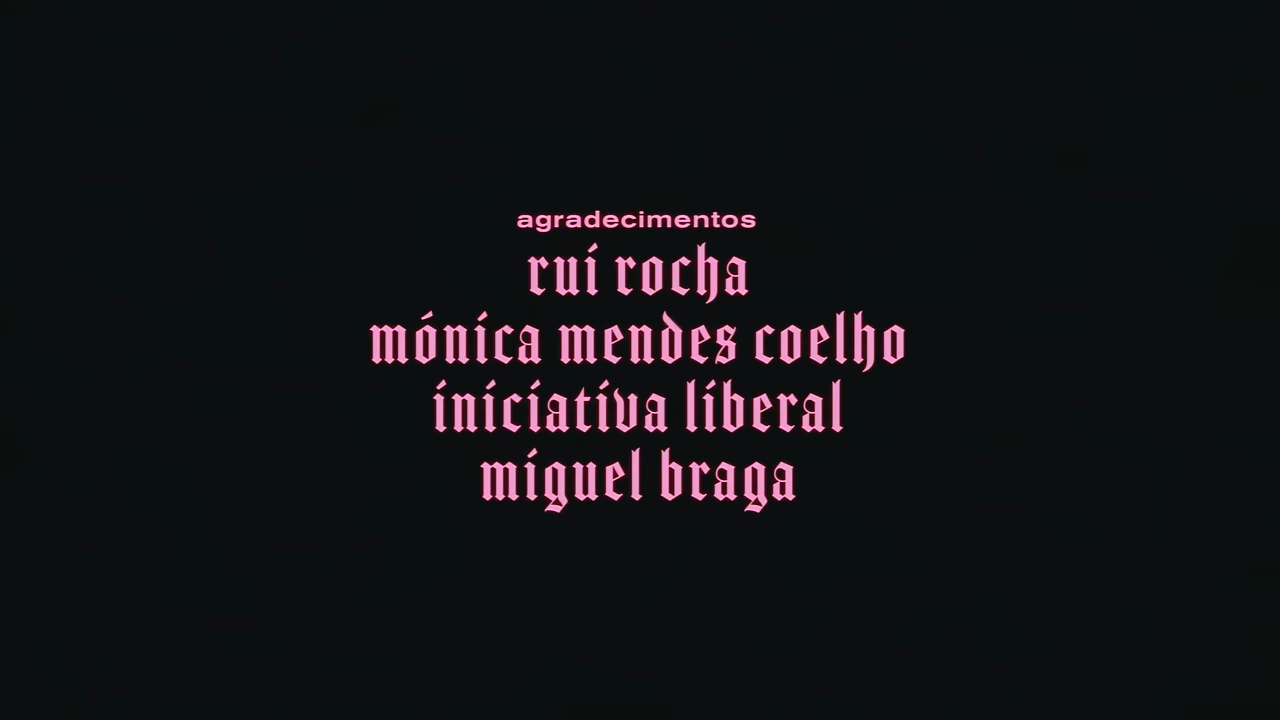 agradecimentos
rui rocha
mónica mendes coelho
iniciativa liberal
miguel braga